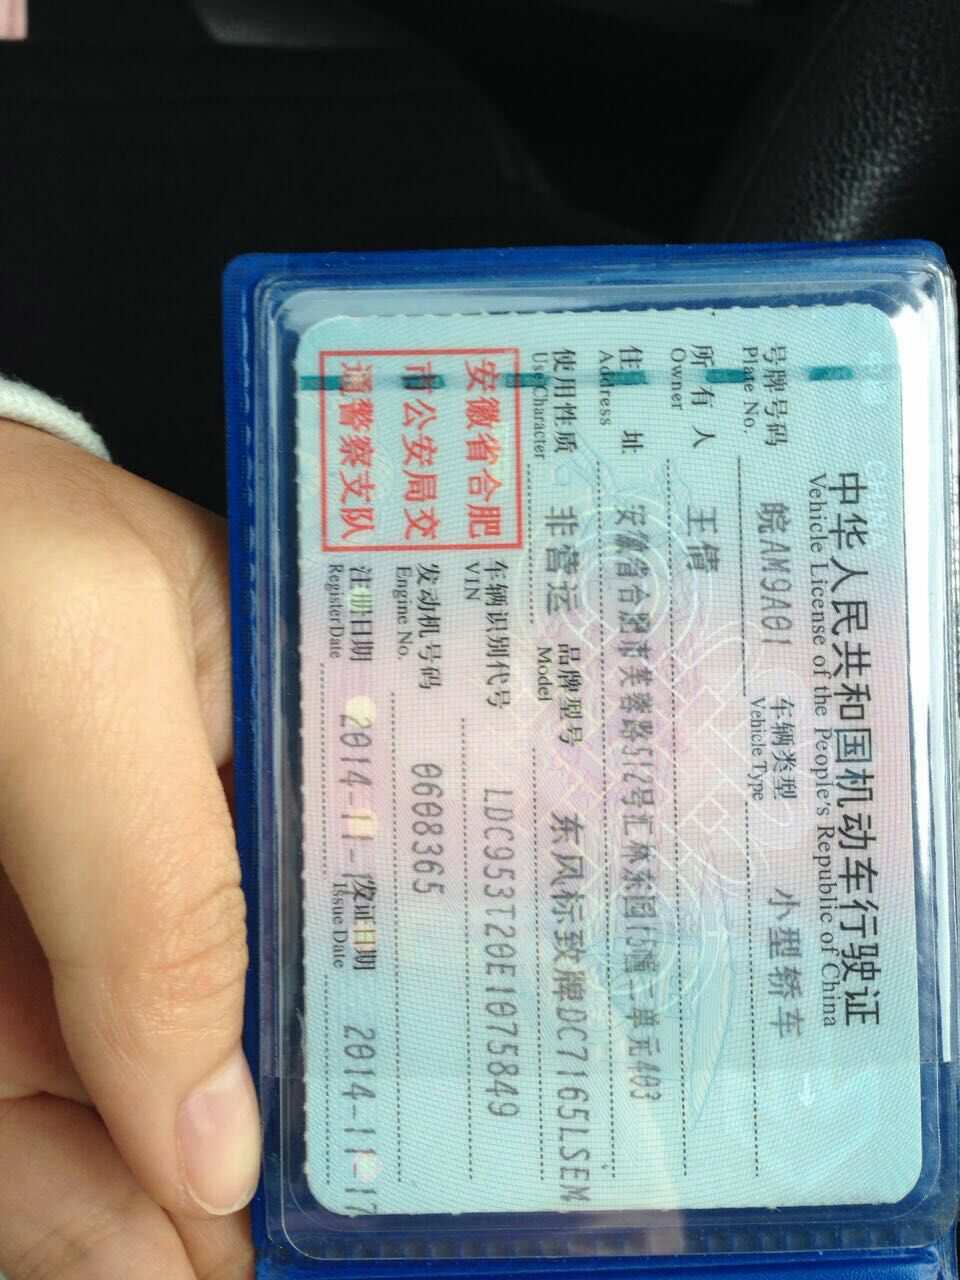 中华人民共和国机动车行驶证
Vehicle License of the People's Republic of China
号牌号码 皖AM9A01 车辆类型 小型轿车
Plate No. Vehicle Type
所有人 王倩
Owner
住址 安徽省合肥市芙蓉路512号汇林东园15幢二单元403
Address
使用性质 非营运 品牌型号 东风标致牌DC7165LSEM
Use Character Model
安徽省合肥
市公安局交
通警察支队
车辆识别代号 LDC953T20E1075849
VIN
发动机号码 0608365
Engine No.
注册日期 2014-11-1 发证日期 2014-11-17
Register Date Issue Date